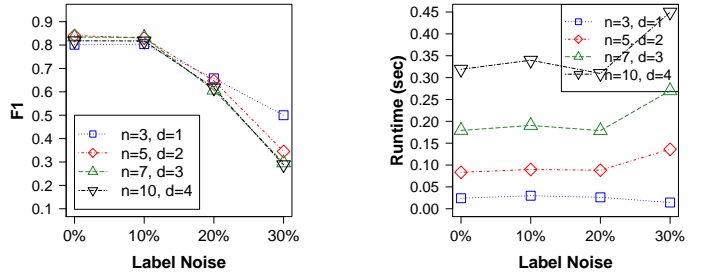 F1
0.9
0.8
0.7
0.6
0.5
0.4
0.3
0.2
0.1
n=3, d=1
n=5, d=2
n=7, d=3
n=10, d=4
0% 10% 20% 30%
Label Noise
Runtime (sec)
0.45
0.40
0.35
0.30
0.25
0.20
0.15
0.10
0.05
0.00
n=3, d=1
n=5, d=2
n=7, d=3
n=10, d=4
0% 10% 20% 30%
Label Noise